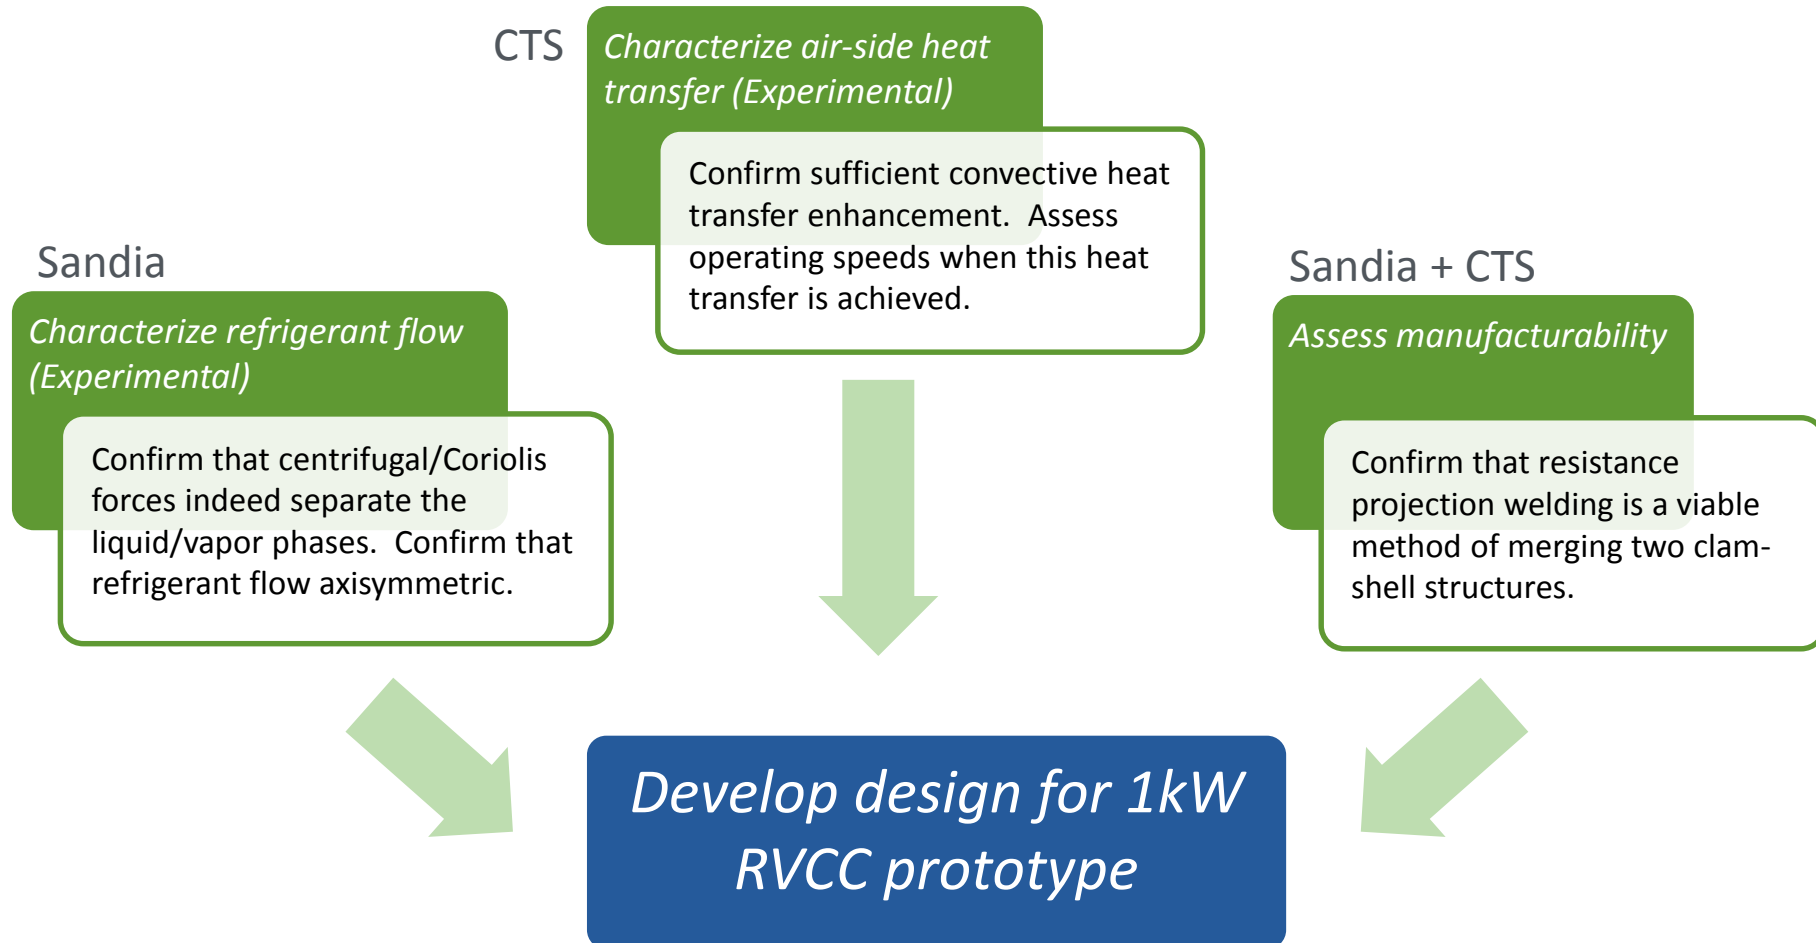 CTS
Characterize air-side heat
transfer (Experimental)
Confirm sufficient convective heat
transfer enhancement.  Assess
operating speeds when this heat
transfer is achieved.
Sandia
Characterize refrigerant flow
(Experimental)
Confirm that centrifugal/Coriolis
forces indeed separate the
liquid/vapor phases.  Confirm that
refrigerant flow axisymmetric.
Sandia + CTS
Assess manufacturability
Confirm that resistance
projection welding is a viable
method of merging two clam-
shell structures.
Develop design for 1kW
RVCC prototype